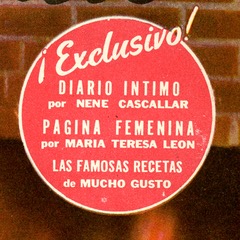 ¡Exclusivo!
DIARIO INTIMO
por NENE CASCALLAR
PAGINA FEMENINA
por MARIA TERESA LEON
LAS FAMOSAS RECETAS
de MUCHO GUSTO